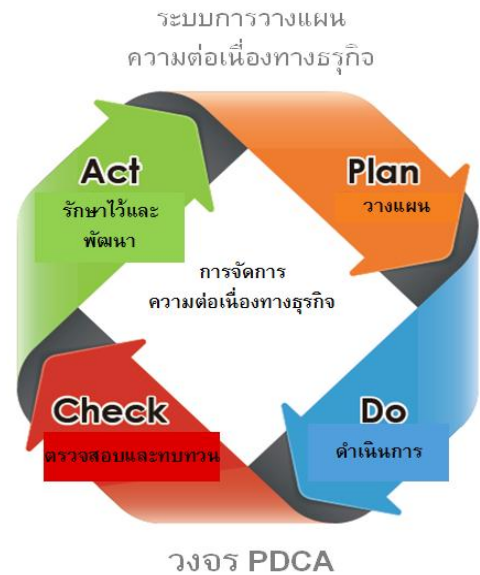 ระบบการวางแผน
ความต่อเนื่องทางธรุกิจ
Act
รักษาไว้และ
พัฒนา
Plan
วางแผน
การจัดการ
ความต่อเนื่องทางธุรกิจ
Check
ตรวจสอบและทบทวน
Do
ดำเนินการ
วงจร PDCA